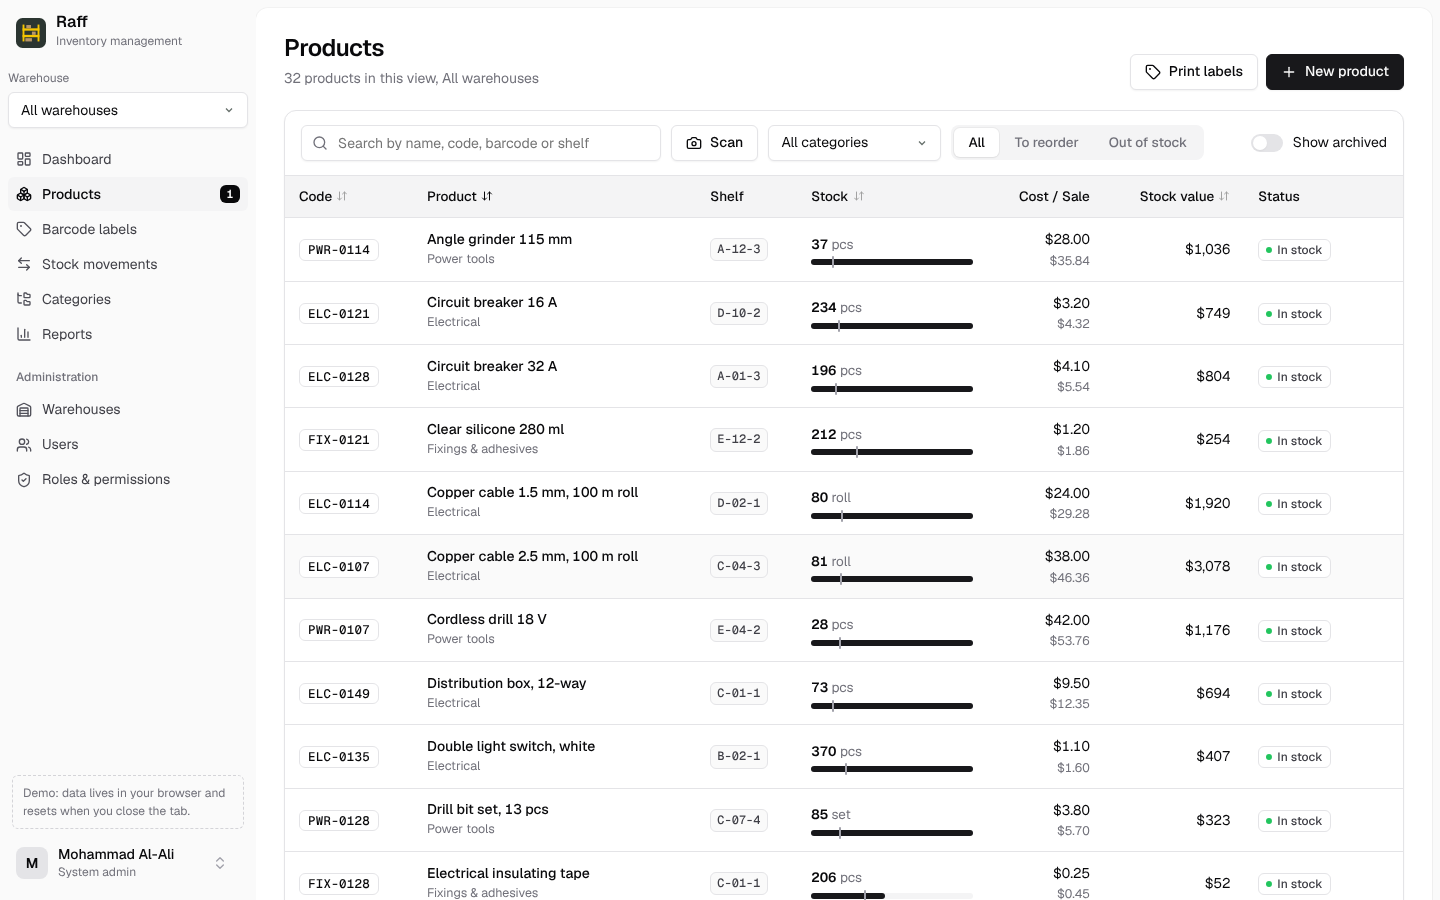 Raff
Inventory management
Warehouse
All warehouses
Dashboard
Products 1
Barcode labels
Stock movements
Categories
Reports
Administration
Warehouses
Users
Roles & permissions
Demo: data lives in your browser and
resets when you close the tab.
M
Mohammad Al-Ali
System admin
Products
32 products in this view, All warehouses
Print labels
New product
Search by name, code, barcode or shelf
Scan
All categories
All To reorder Out of stock
Show archived
Code Product Shelf Stock Cost / Sale Stock value Status
PWR-0114 Angle grinder 115 mm A-12-3 37 pcs $28.00 $1,036 In stock
Power tools $35.84
ELC-0121 Circuit breaker 16 A D-10-2 234 pcs $3.20 $749 In stock
Electrical $4.32
ELC-0128 Circuit breaker 32 A A-01-3 196 pcs $4.10 $804 In stock
Electrical $5.54
FIX-0121 Clear silicone 280 ml E-12-2 212 pcs $1.20 $254 In stock
Fixings & adhesives $1.86
ELC-0114 Copper cable 1.5 mm, 100 m roll D-02-1 80 roll $24.00 $1,920 In stock
Electrical $29.28
ELC-0107 Copper cable 2.5 mm, 100 m roll C-04-3 81 roll $38.00 $3,078 In stock
Electrical $46.36
PWR-0107 Cordless drill 18 V E-04-2 28 pcs $42.00 $1,176 In stock
Power tools $53.76
ELC-0149 Distribution box, 12-way C-01-1 73 pcs $9.50 $694 In stock
Electrical $12.35
ELC-0135 Double light switch, white B-02-1 370 pcs $1.10 $407 In stock
Electrical $1.60
PWR-0128 Drill bit set, 13 pcs C-07-4 85 set $3.80 $323 In stock
Power tools $5.70
FIX-0128 Electrical insulating tape C-01-1 206 pcs $0.25 $52 In stock
Fixings & adhesives $0.45